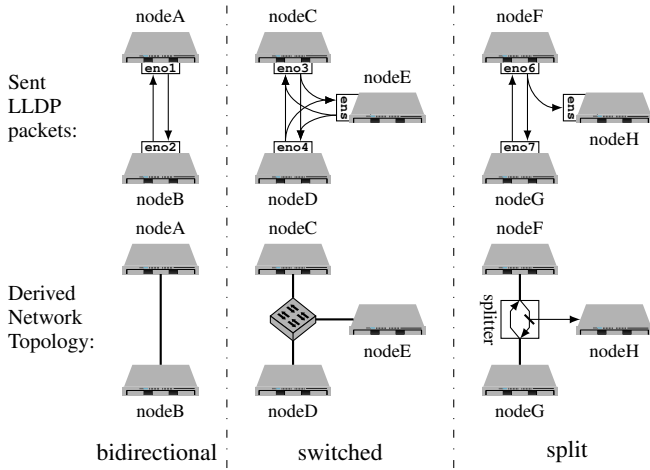 nodeA
nodeC
nodeF
eno1
eno3
eno6
Sent
LLDP
packets:
nodeE
ens
ens
eno2
eno4
eno7
nodeH
nodeB
nodeD
nodeG
nodeA
nodeC
nodeF
Derived
Network
Topology:
splitter
nodeE
nodeH
nodeB
nodeD
nodeG
bidirectional
switched
split